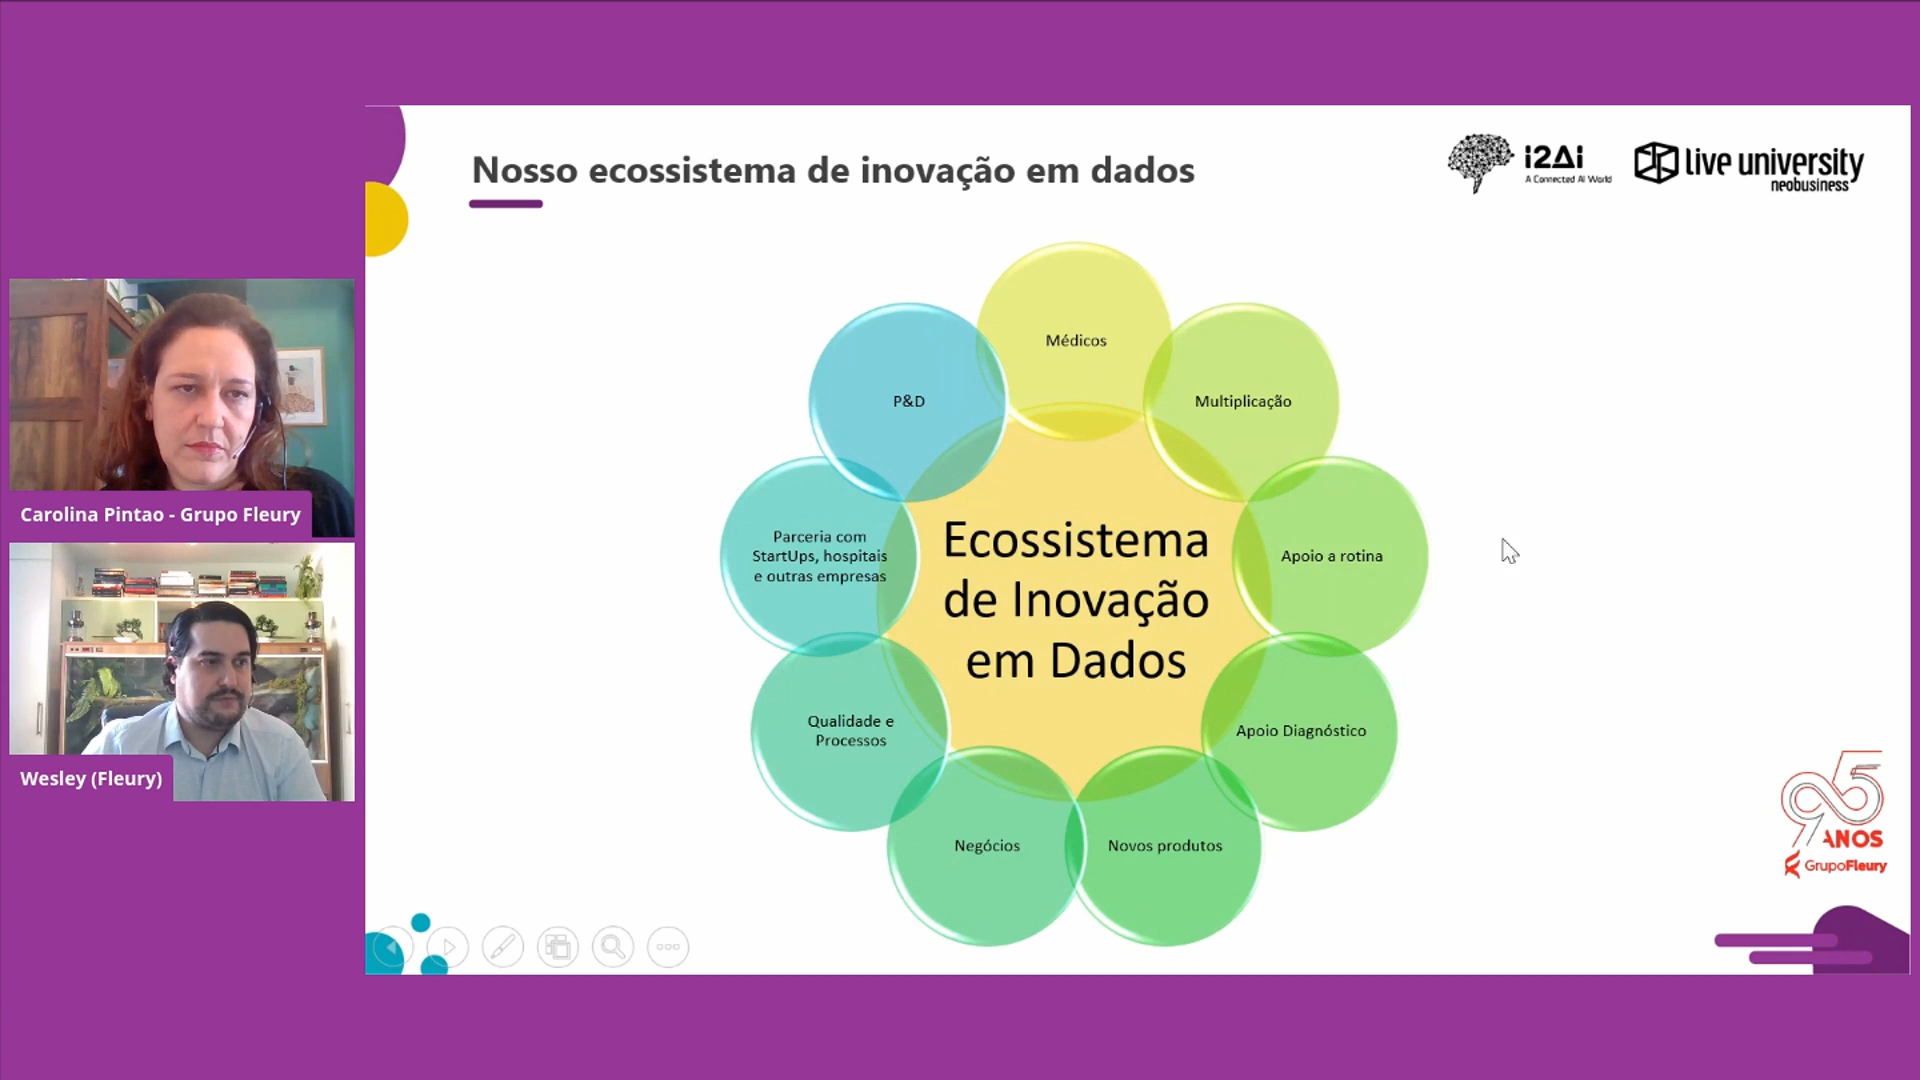 Nosso ecossistema de inovação em dados
i2Ai
A Connected AI World
live university
neobusiness
Médicos
P&D
Multiplicação
Parceria com
StartUps, hospitais
e outras empresas
Ecossistema
de Inovação
em Dados
Apoio a rotina
Qualidade e
Processos
Apoio Diagnóstico
Negócios
Novos produtos
Carolina Pintao - Grupo Fleury
Wesley (Fleury)
95
ANOS
GrupoFleury